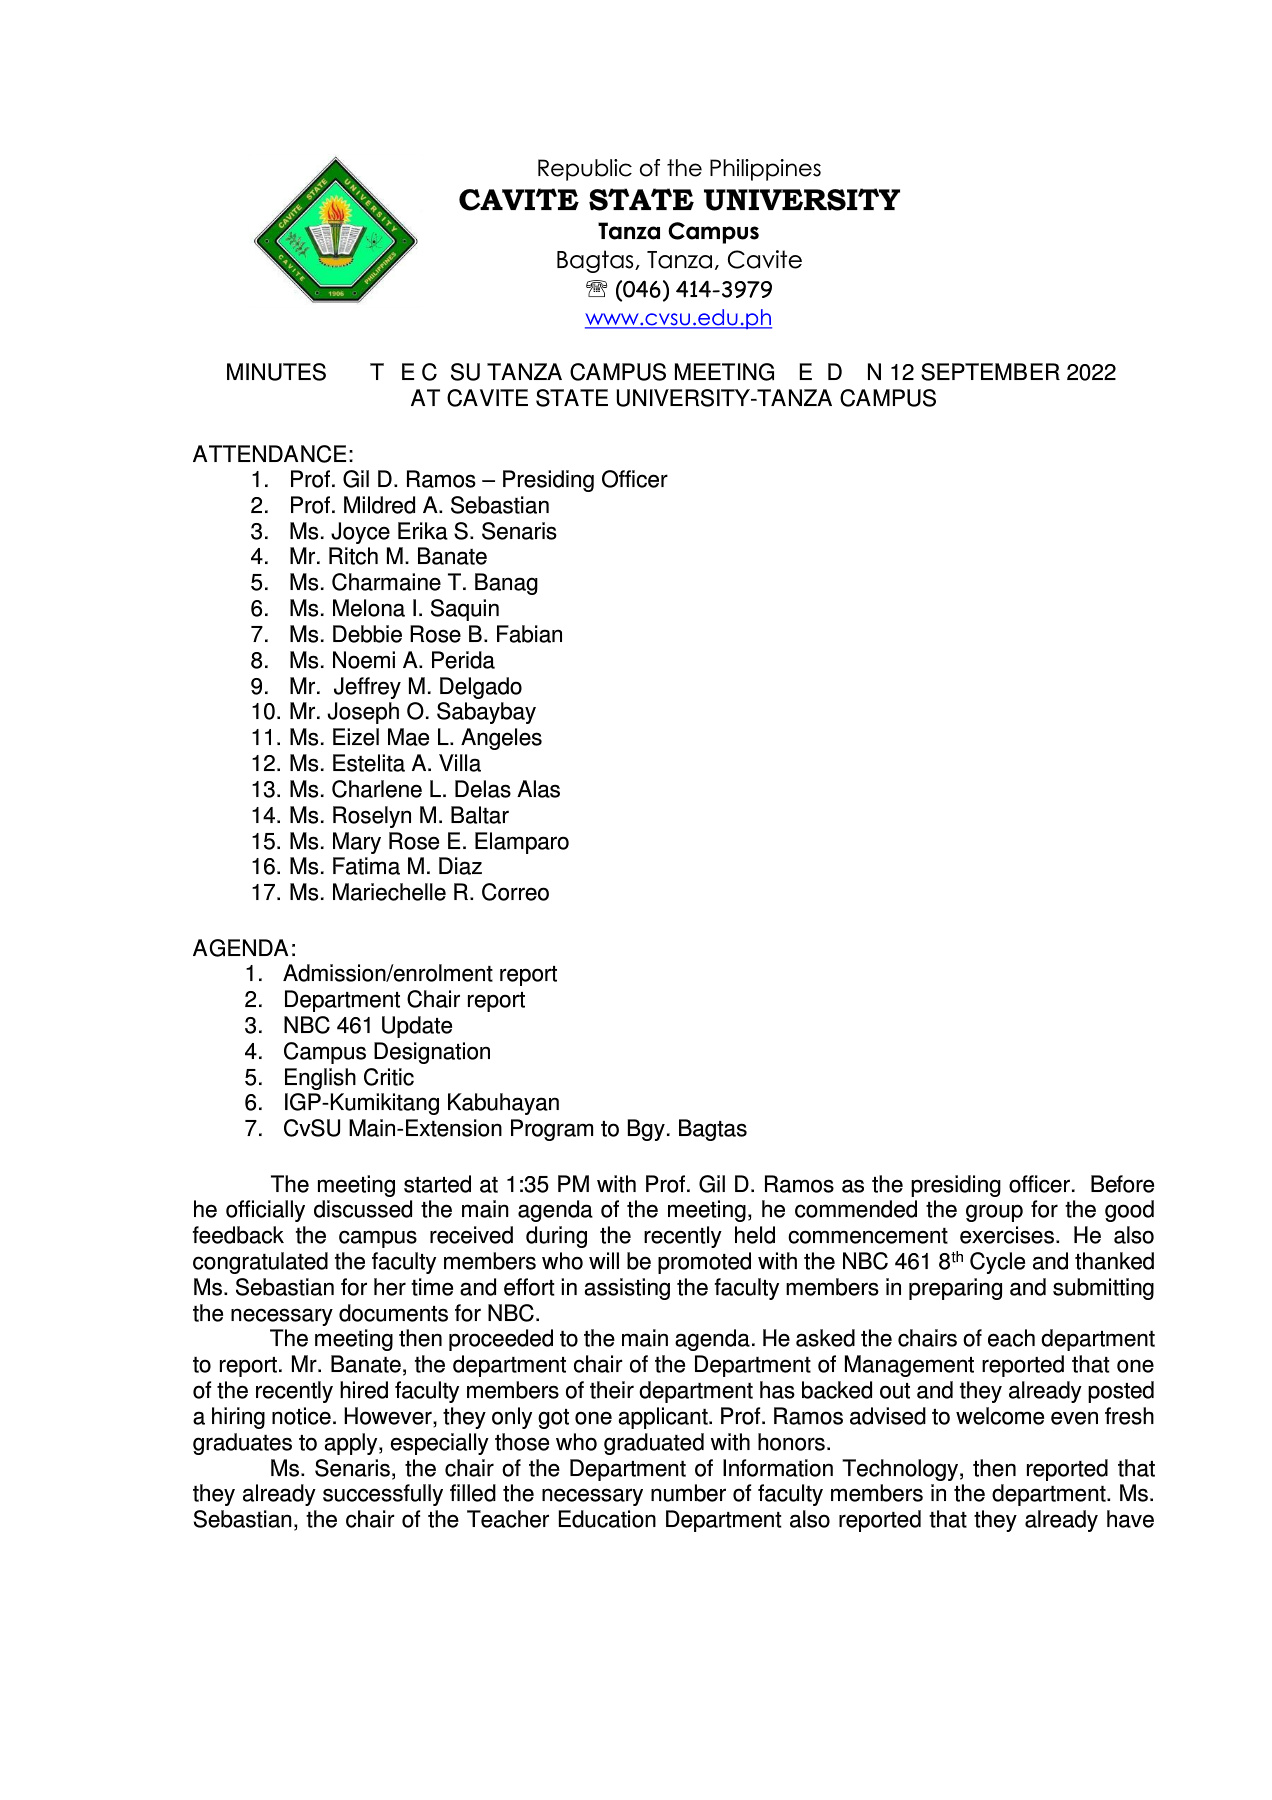 Republic of the Philippines
CAVITE STATE UNIVERSITY
Tanza Campus
Bagtas, Tanza, Cavite
☏ (046) 414-3979
www.cvsu.edu.ph
CAVITE STATE UNIVERSITY
CAVITE PHILIPPINES
1906
MINUTES T E C SU TANZA CAMPUS MEETING E D N 12 SEPTEMBER 2022
AT CAVITE STATE UNIVERSITY-TANZA CAMPUS
ATTENDANCE:
1. Prof. Gil D. Ramos – Presiding Officer
2. Prof. Mildred A. Sebastian
3. Ms. Joyce Erika S. Senaris
4. Mr. Ritch M. Banate
5. Ms. Charmaine T. Banag
6. Ms. Melona I. Saquin
7. Ms. Debbie Rose B. Fabian
8. Ms. Noemi A. Perida
9. Mr. Jeffrey M. Delgado
10. Mr. Joseph O. Sabaybay
11. Ms. Eizel Mae L. Angeles
12. Ms. Estelita A. Villa
13. Ms. Charlene L. Delas Alas
14. Ms. Roselyn M. Baltar
15. Ms. Mary Rose E. Elamparo
16. Ms. Fatima M. Diaz
17. Ms. Mariechelle R. Correo
AGENDA:
1. Admission/enrolment report
2. Department Chair report
3. NBC 461 Update
4. Campus Designation
5. English Critic
6. IGP-Kumikitang Kabuhayan
7. CvSU Main-Extension Program to Bgy. Bagtas
The meeting started at 1:35 PM with Prof. Gil D. Ramos as the presiding officer. Before
he officially discussed the main agenda of the meeting, he commended the group for the good
feedback the campus received during the recently held commencement exercises. He also
congratulated the faculty members who will be promoted with the NBC 461 8th Cycle and thanked
Ms. Sebastian for her time and effort in assisting the faculty members in preparing and submitting
the necessary documents for NBC.
The meeting then proceeded to the main agenda. He asked the chairs of each department
to report. Mr. Banate, the department chair of the Department of Management reported that one
of the recently hired faculty members of their department has backed out and they already posted
a hiring notice. However, they only got one applicant. Prof. Ramos advised to welcome even fresh
graduates to apply, especially those who graduated with honors.
Ms. Senaris, the chair of the Department of Information Technology, then reported that
they already successfully filled the necessary number of faculty members in the department. Ms.
Sebastian, the chair of the Teacher Education Department also reported that they already have